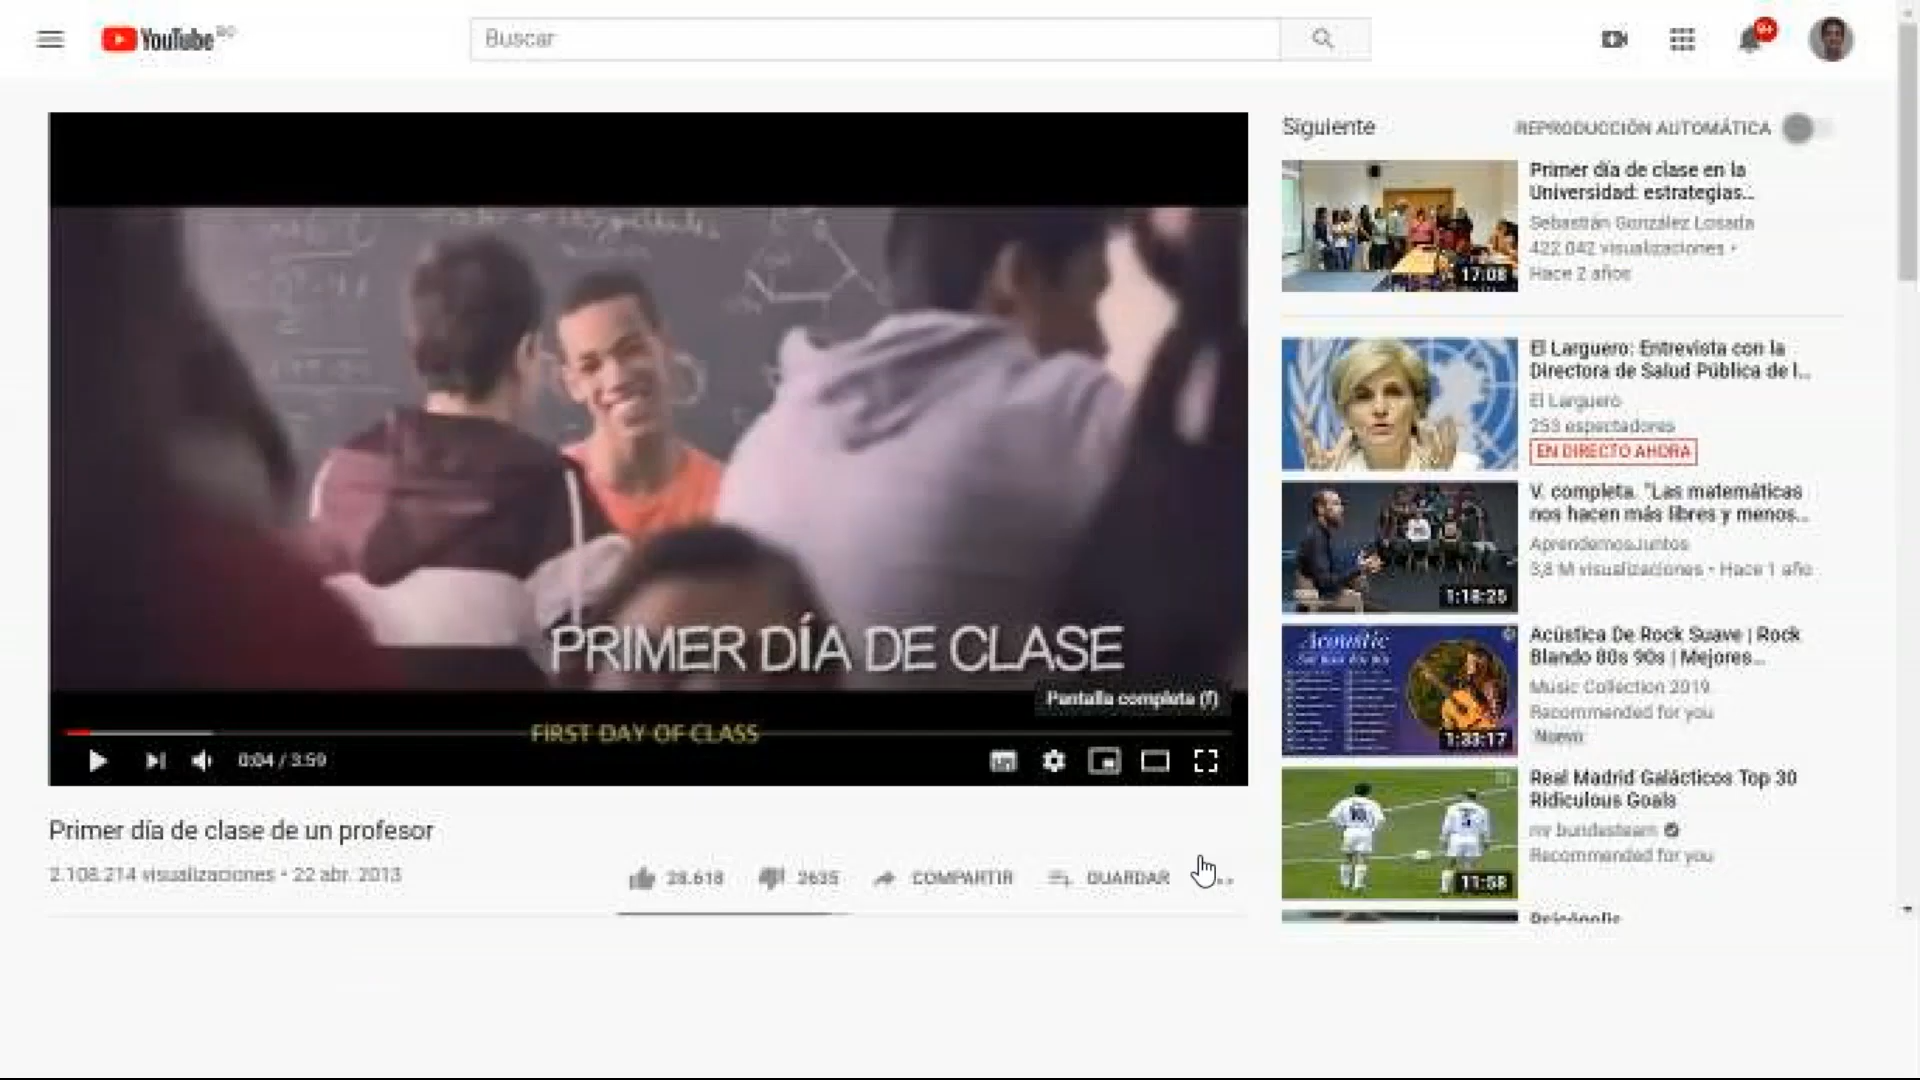 YouTube
Buscar
9+
Siguiente
REPRODUCCIÓN AUTOMÁTICA
PRIMER DÍA DE CLASE
Pantalla completa (f)
FIRST DAY OF CLASS
0:04 / 3:59
Primer día de clase de un profesor
2.108.214 visualizaciones • 22 abr. 2013
28.618
2635
COMPARTIR
GUARDAR
17:08
Primer día de clase en la
Universidad: estrategias...
Sebastián González Losada
422.042 visualizaciones •
Hace 2 años
El Larguero: Entrevista con la
Directora de Salud Pública de l...
El Larguero
253 espectadores
EN DIRECTO AHORA
1:18:25
V. completa. "Las matemáticas
nos hacen más libres y menos...
AprendemosJuntos
3,8 M visualizaciones • Hace 1 año
Acoustic
1:33:17
Acústica De Rock Suave | Rock
Blando 80s 90s | Mejores...
Music Collection 2019
Recommended for you
Nuevo
11:58
Real Madrid Galácticos Top 30
Ridiculous Goals
mr bundesteam
Recommended for you